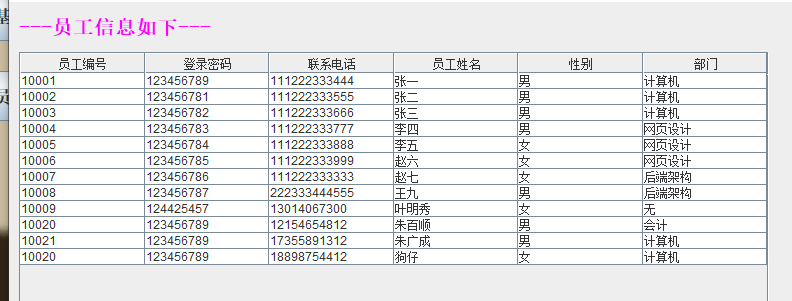 ---员工信息如下---
员工编号 登录密码 联系电话 员工姓名 性别 部门
10001 123456789 111222333444 张一 男 计算机
10002 123456781 111222333555 张二 男 计算机
10003 123456782 111222333666 张三 男 计算机
10004 123456783 111222333777 李四 男 网页设计
10005 123456784 111222333888 李五 女 网页设计
10006 123456785 111222333999 赵六 女 网页设计
10007 123456786 111222333333 赵七 女 后端架构
10008 123456787 222333444555 王九 男 后端架构
10009 124425457 13014067300 叶明秀 女 无
10020 123456789 12154654812 朱百顺 男 会计
10021 123456789 17355891312 朱广成 男 计算机
10020 123456789 18898754412 狗仔 女 计算机